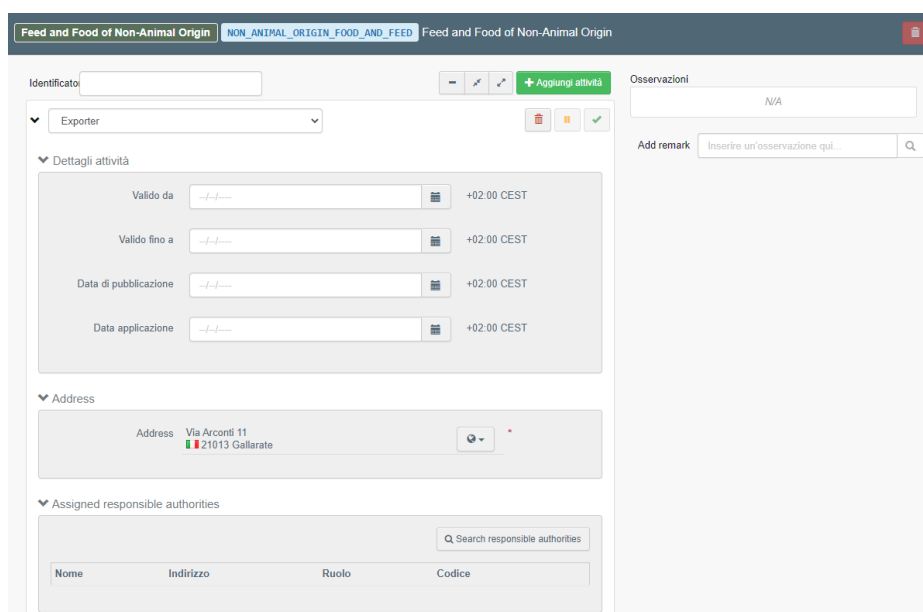 Feed and Food of Non-Animal Origin NON_ANIMAL_ORIGIN_FOOD_AND_FEED Feed and Food of Non-Animal Origin
Identificator
Aggiungi attività
Exporter
Dettagli attività
Valido da --/--/---- +02:00 CEST
Valido fino a --/--/---- +02:00 CEST
Data di pubblicazione --/--/---- +02:00 CEST
Data applicazione --/--/---- +02:00 CEST
Address
Address Via Arconti 11 *
21013 Gallarate
Assigned responsible authorities
Search responsible authorities
Nome Indirizzo Ruolo Codice
Osservazioni
N/A
Add remark Inserire un'osservazione qui...